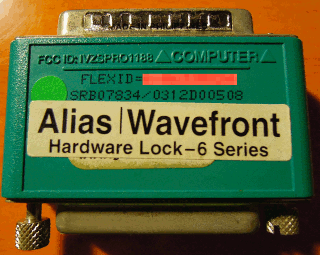 FCC ID: IVZSPRO1188 △ COMPUTER △
FLEXID=
SRB07834/0312D00508
Alias|Wavefront
Hardware Lock-6 Series